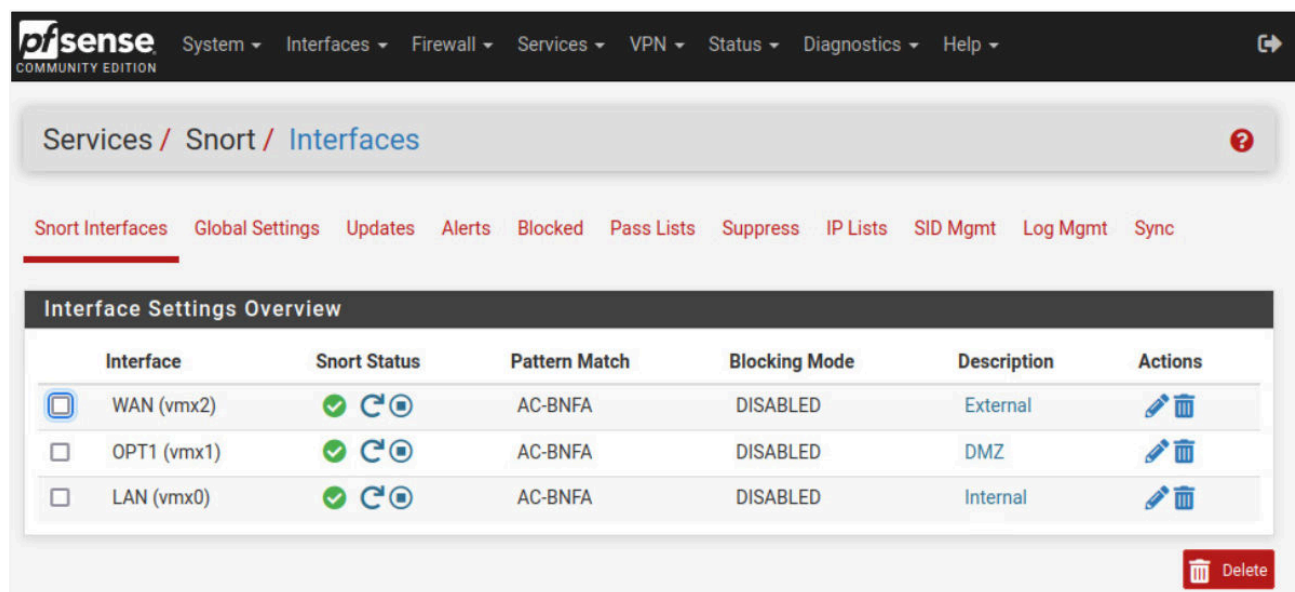 pfsense System Interfaces Firewall Services VPN Status Diagnostics Help
COMMUNITY EDITION
Services / Snort / Interfaces
Snort Interfaces Global Settings Updates Alerts Blocked Pass Lists Suppress IP Lists SID Mgmt Log Mgmt Sync
Interface Settings Overview
Interface Snort Status Pattern Match Blocking Mode Description Actions
WAN (vmx2) AC-BNFA DISABLED External
OPT1 (vmx1) AC-BNFA DISABLED DMZ
LAN (vmx0) AC-BNFA DISABLED Internal
Delete